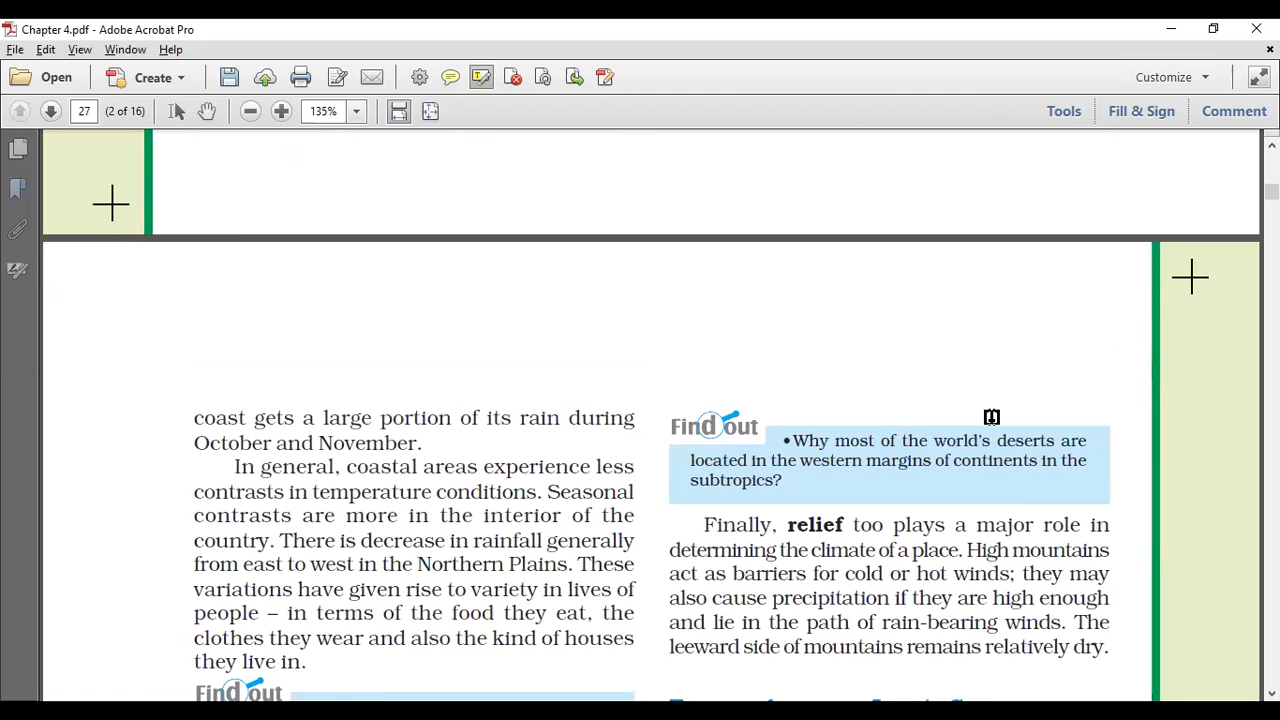 Chapter 4.pdf - Adobe Acrobat Pro
File Edit View Window Help
Open Create Customize
27 (2 of 16) 135% Tools Fill & Sign Comment
coast gets a large portion of its rain during
October and November.
In general, coastal areas experience less
contrasts in temperature conditions. Seasonal
contrasts are more in the interior of the
country. There is decrease in rainfall generally
from east to west in the Northern Plains. These
variations have given rise to variety in lives of
people – in terms of the food they eat, the
clothes they wear and also the kind of houses
they live in.
Find out
Find out
•Why most of the world's deserts are
located in the western margins of continents in the
subtropics?
Finally, relief too plays a major role in
determining the climate of a place. High mountains
act as barriers for cold or hot winds; they may
also cause precipitation if they are high enough
and lie in the path of rain-bearing winds. The
leeward side of mountains remains relatively dry.